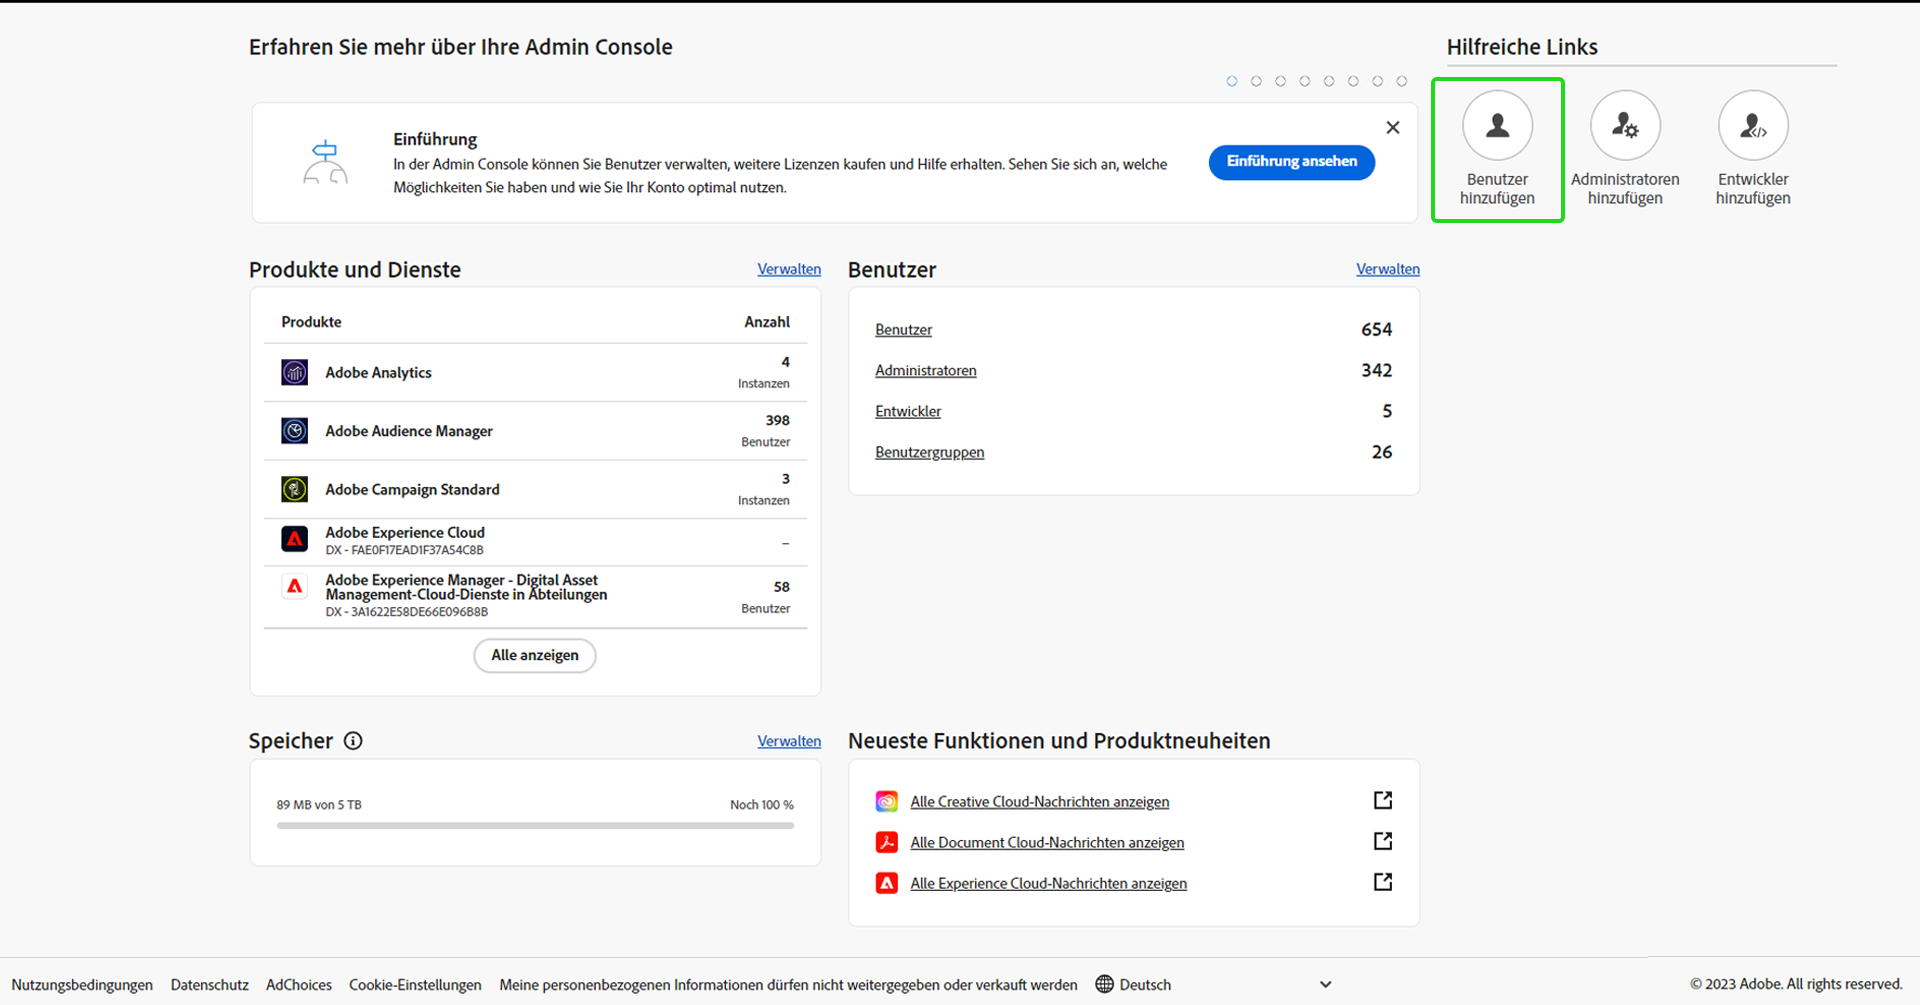 Erfahren Sie mehr über Ihre Admin Console
Einführung
In der Admin Console können Sie Benutzer verwalten, weitere Lizenzen kaufen und Hilfe erhalten. Sehen Sie sich an, welche
Möglichkeiten Sie haben und wie Sie Ihr Konto optimal nutzen.
Einführung ansehen
Hilfreiche Links
Benutzer
hinzufügen
Administratoren
hinzufügen
Entwickler
hinzufügen
Produkte und Dienste
Verwalten
Produkte
Anzahl
Adobe Analytics
4
Instanzen
Adobe Audience Manager
398
Benutzer
Adobe Campaign Standard
3
Instanzen
Adobe Experience Cloud
DX - FAE0F17EAD1F37A54C8B
–
Adobe Experience Manager - Digital Asset
Management-Cloud-Dienste in Abteilungen
DX - 3A1622E58DE66E096B8B
58
Benutzer
Alle anzeigen
Benutzer
Verwalten
Benutzer 654
Administratoren 342
Entwickler 5
Benutzergruppen 26
Speicher
Verwalten
89 MB von 5 TB
Noch 100 %
Neueste Funktionen und Produktneuheiten
Alle Creative Cloud-Nachrichten anzeigen
Alle Document Cloud-Nachrichten anzeigen
Alle Experience Cloud-Nachrichten anzeigen
Nutzungsbedingungen Datenschutz AdChoices Cookie-Einstellungen Meine personenbezogenen Informationen dürfen nicht weitergegeben oder verkauft werden Deutsch © 2023 Adobe. All rights reserved.